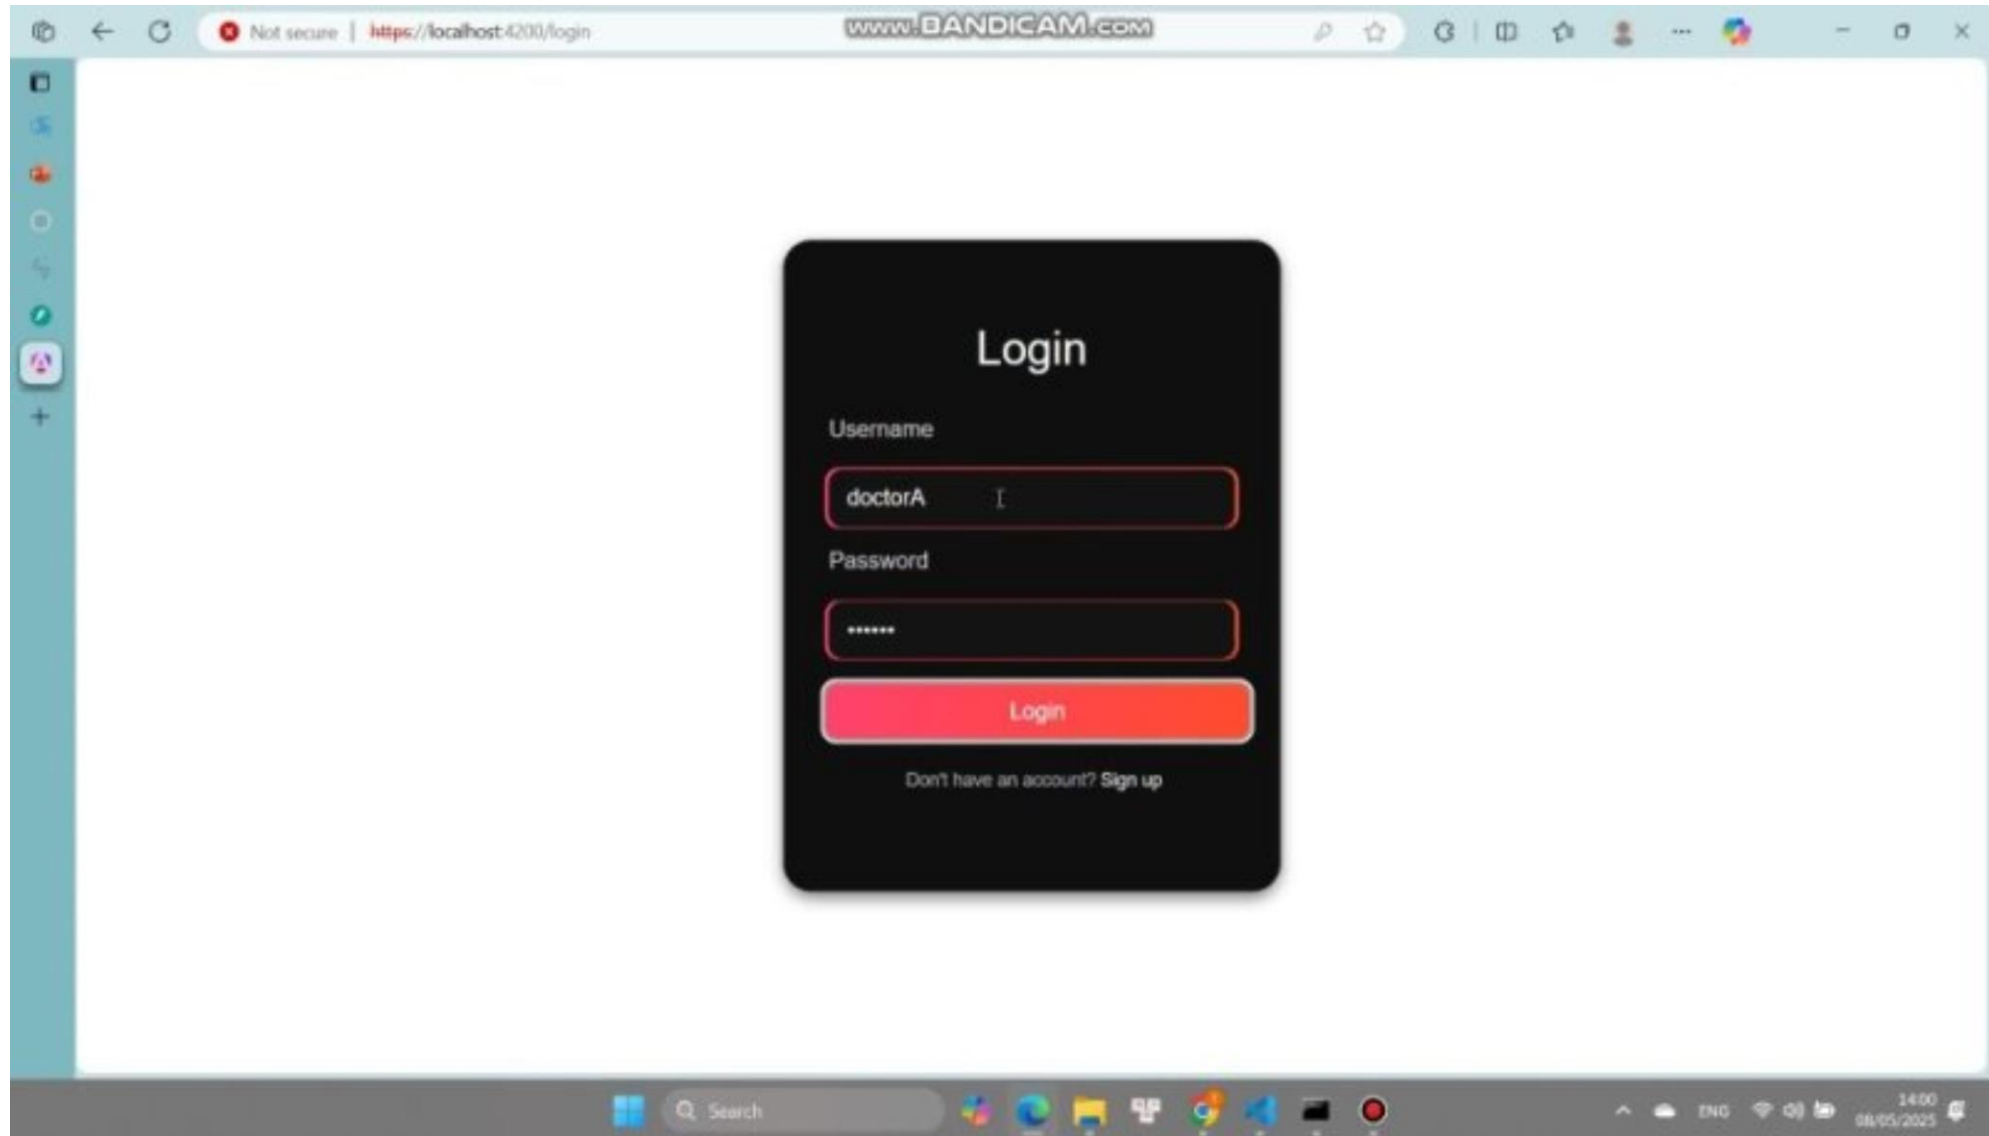 Not secure | https://localhost:4200/login
www.BANDICAM.com
Login
Username
doctorA
Password
••••••
Login
Don't have an account? Sign up
Search
ENG
14:00
08/05/2025